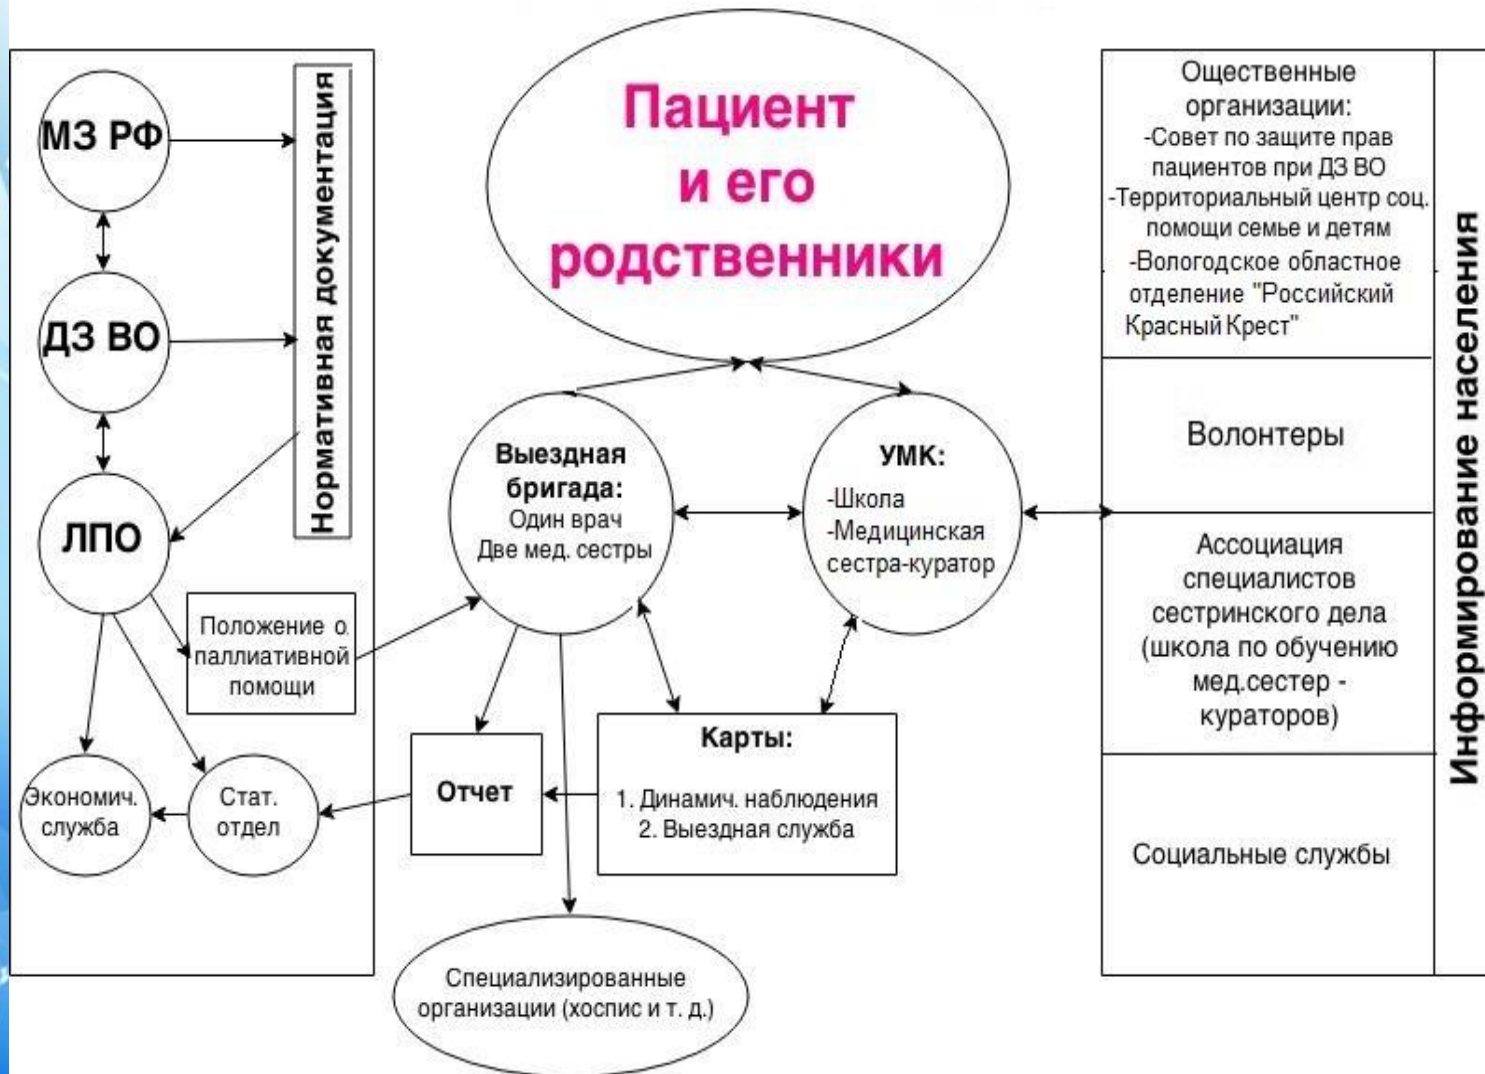 МЗ РФ
ДЗ ВО
ЛПО
Нормативная документация
Положение о
паллиативной
помощи
Экономич.
служба
Стат.
отдел
Пациент
и его
родственники
Выездная
бригада:
Один врач
Две мед. сестры
УМК:
-Школа
-Медицинская
сестра-куратор
Отчет
Карты:
1. Динамич. наблюдения
2. Выездная служба
Специализированные
организации (хоспис и т. д.)
Ощественные
организации:
-Совет по защите прав
пациентов при ДЗ ВО
-Территориальный центр соц.
помощи семье и детям
-Вологодское областное
отделение "Российский
Красный Крест"
Волонтеры
Ассоциация
специалистов
сестринского дела
(школа по обучению
мед.сестер -
кураторов)
Социальные службы
Информирование населения